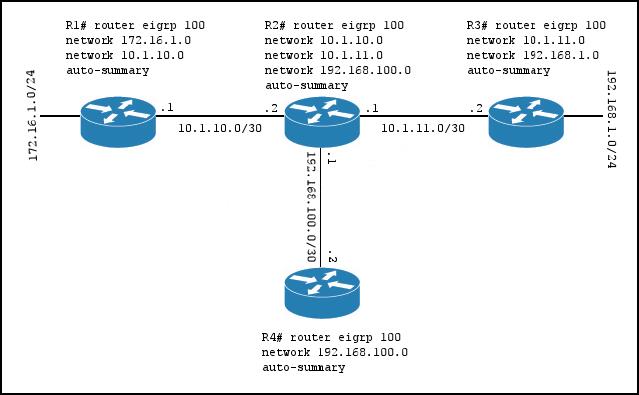 R1# router eigrp 100
network 172.16.1.0
network 10.1.10.0
auto-summary
R2# router eigrp 100
network 10.1.10.0
network 10.1.11.0
network 192.168.100.0
auto-summary
R3# router eigrp 100
network 10.1.11.0
network 192.168.1.0
auto-summary
172.16.1.0/24
.1
10.1.10.0/30
.2
.1
10.1.11.0/30
.2
192.168.1.0/24
.1
192.168.100.0/30
.2
R4# router eigrp 100
network 192.168.100.0
auto-summary